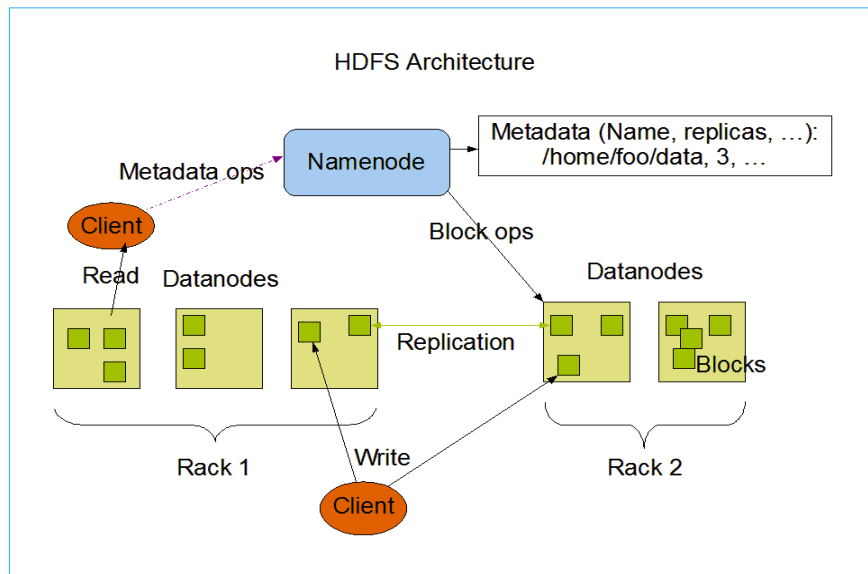 HDFS Architecture
Metadata (Name, replicas, …):
/home/foo/data, 3, …
Namenode
Metadata ops
Client
Block ops
Read
Datanodes
Datanodes
Replication
Blocks
Rack 1
Write
Rack 2
Client